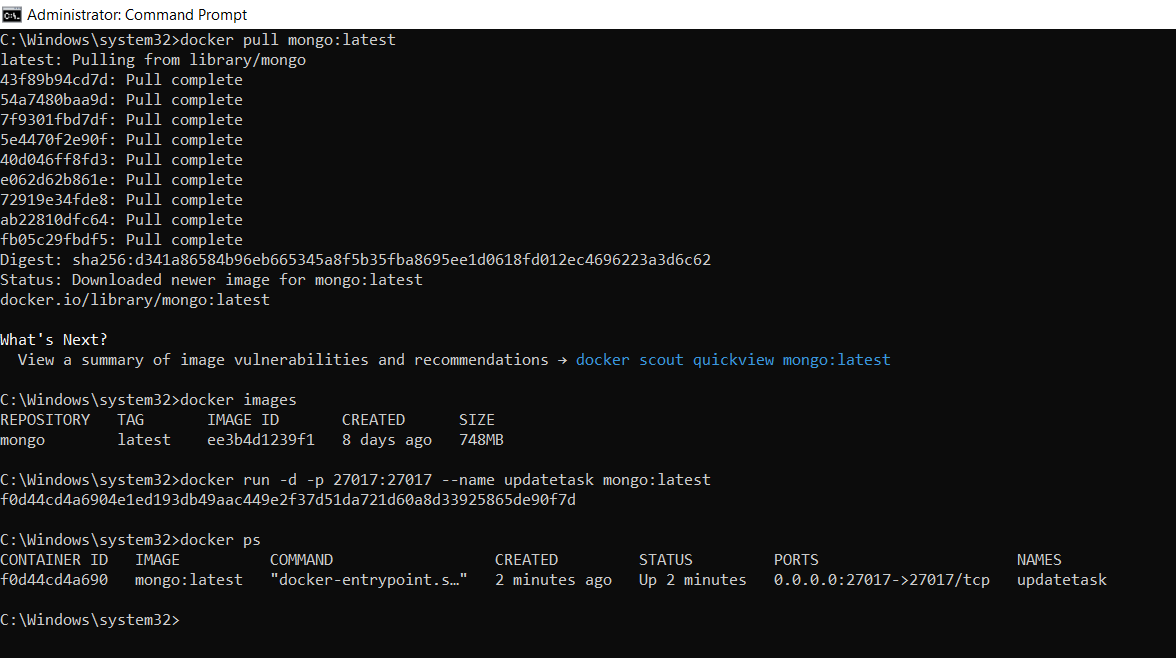 Administrator: Command Prompt
C:\Windows\system32>docker pull mongo:latest
latest: Pulling from library/mongo
43f89b94cd7d: Pull complete
54a7480baa9d: Pull complete
7f9301fbd7df: Pull complete
5e4470f2e90f: Pull complete
40d046ff8fd3: Pull complete
e062d62b861e: Pull complete
72919e34fde8: Pull complete
ab22810dfc64: Pull complete
fb05c29fbdf5: Pull complete
Digest: sha256:d341a86584b96eb665345a8f5b35fba8695ee1d0618fd012ec4696223a3d6c62
Status: Downloaded newer image for mongo:latest
docker.io/library/mongo:latest
What's Next?
View a summary of image vulnerabilities and recommendations → docker scout quickview mongo:latest
C:\Windows\system32>docker images
REPOSITORY TAG IMAGE ID CREATED SIZE
mongo latest ee3b4d1239f1 8 days ago 748MB
C:\Windows\system32>docker run -d -p 27017:27017 --name updatetask mongo:latest
f0d44cd4a6904e1ed193db49aac449e2f37d51da721d60a8d33925865de90f7d
C:\Windows\system32>docker ps
CONTAINER ID IMAGE COMMAND CREATED STATUS PORTS NAMES
f0d44cd4a690 mongo:latest "docker-entrypoint.s…" 2 minutes ago Up 2 minutes 0.0.0.0:27017->27017/tcp updatetask
C:\Windows\system32>